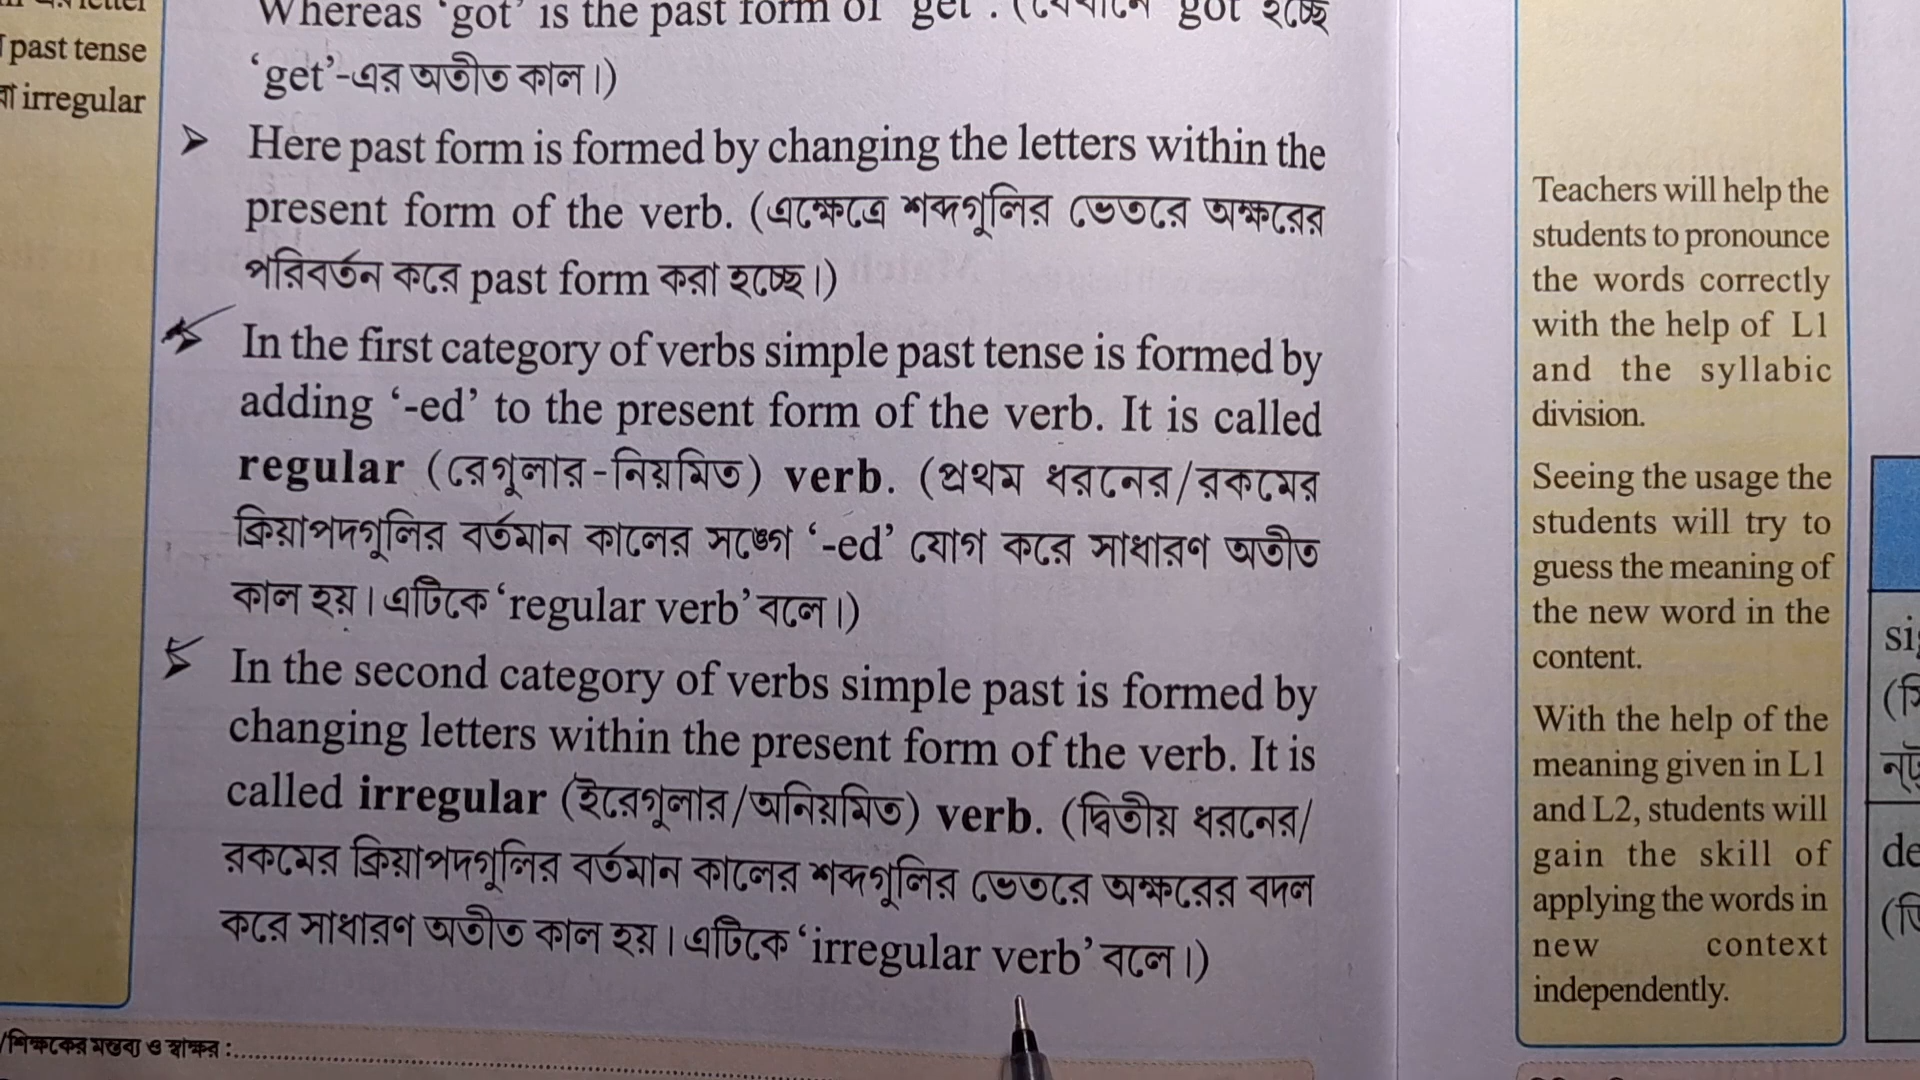 past tense
irregular
Whereas 'got' is the past form of 'get'. (যেখানে 'got' হচ্ছে
'get'-এর অতীত কাল।)
➤ Here past form is formed by changing the letters within the
present form of the verb. (এক্ষেত্রে শব্দগুলির ভেতরে অক্ষরের
পরিবর্তন করে past form করা হচ্ছে।)
➤ In the first category of verbs simple past tense is formed by
adding '-ed' to the present form of the verb. It is called
regular (রেগুলার-নিয়মিত) verb. (প্রথম ধরনের/রকমের
ক্রিয়াপদগুলির বর্তমান কালের সঙ্গে '-ed' যোগ করে সাধারণ অতীত
কাল হয়। এটিকে 'regular verb' বলে।)
➤ In the second category of verbs simple past is formed by
changing letters within the present form of the verb. It is
called irregular (ইরেগুলার/অনিয়মিত) verb. (দ্বিতীয় ধরনের/
রকমের ক্রিয়াপদগুলির বর্তমান কালের শব্দগুলির ভেতরে অক্ষরের বদল
করে সাধারণ অতীত কাল হয়। এটিকে 'irregular verb' বলে।)
/শিক্ষকের মন্তব্য ও স্বাক্ষর :
Teachers will help the
students to pronounce
the words correctly
with the help of L1
and the syllabic
division.
Seeing the usage the
students will try to
guess the meaning of
the new word in the
content.
With the help of the
meaning given in L1
and L2, students will
gain the skill of
applying the words in
new context
independently.